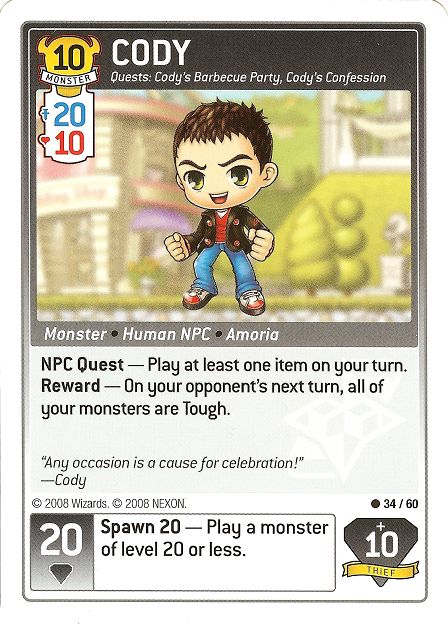 10
MONSTER
CODY
Quests: Cody's Barbecue Party, Cody's Confession
20
10
Monster • Human NPC • Amoria
NPC Quest — Play at least one item on your turn.
Reward — On your opponent's next turn, all of
your monsters are Tough.
"Any occasion is a cause for celebration!"
—Cody
© 2008 Wizards. © 2008 NEXON.
34 / 60
20
Spawn 20 — Play a monster
of level 20 or less.
+
10
THIEF